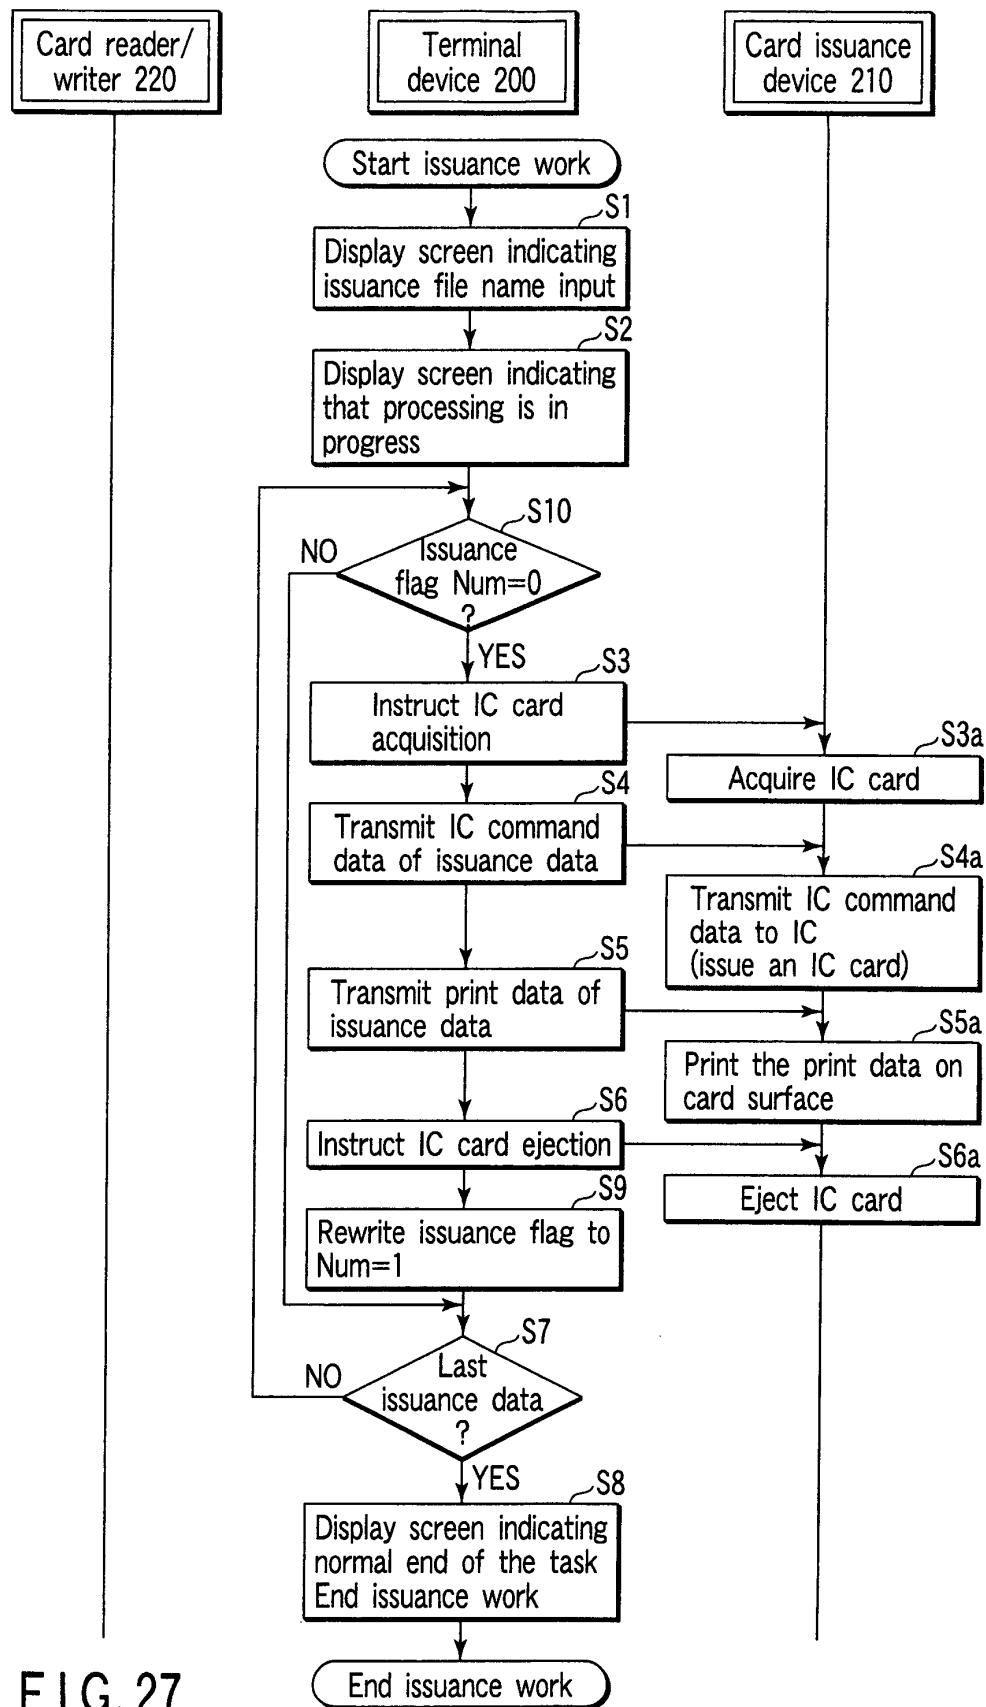 Card reader/
writer 220
Terminal
device 200
Card issuance
device 210
Start issuance work
S1
Display screen indicating
issuance file name input
S2
Display screen indicating
that processing is in
progress
S10
NO
Issuance
flag Num=0
?
YES
S3
Instruct IC card
acquisition
S3a
Acquire IC card
S4
Transmit IC command
data of issuance data
S4a
Transmit IC command
data to IC
(issue an IC card)
S5
Transmit print data of
issuance data
S5a
Print the print data on
card surface
S6
Instruct IC card ejection
S6a
Eject IC card
S9
Rewrite issuance flag to
Num=1
S7
NO
Last
issuance data
?
YES
S8
Display screen indicating
normal end of the task
End issuance work
End issuance work
FIG. 27